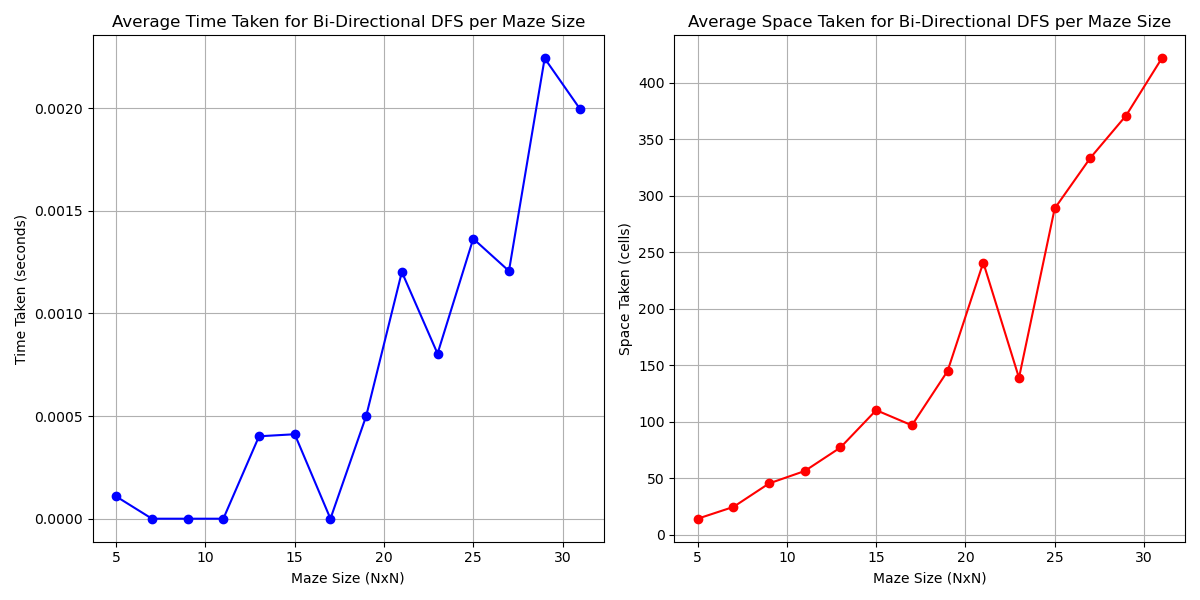 Average Time Taken for Bi-Directional DFS per Maze Size
Time Taken (seconds)
0.0020
0.0015
0.0010
0.0005
0.0000
5 10 15 20 25 30
Maze Size (NxN)
Average Space Taken for Bi-Directional DFS per Maze Size
Space Taken (cells)
400
350
300
250
200
150
100
50
0
5 10 15 20 25 30
Maze Size (NxN)